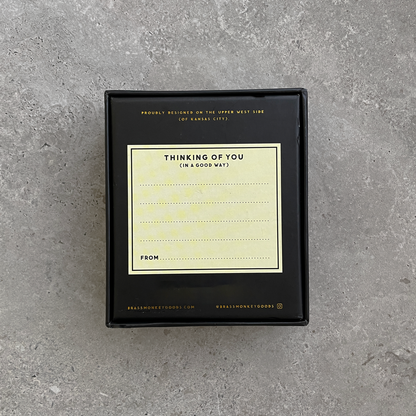 PROUDLY DESIGNED ON THE UPPER WEST SIDE
(OF KANSAS CITY).
THINKING OF YOU
(IN A GOOD WAY)
FROM
BRASSMONKEYGOODS.COM @BRASSMONKEYGOODS